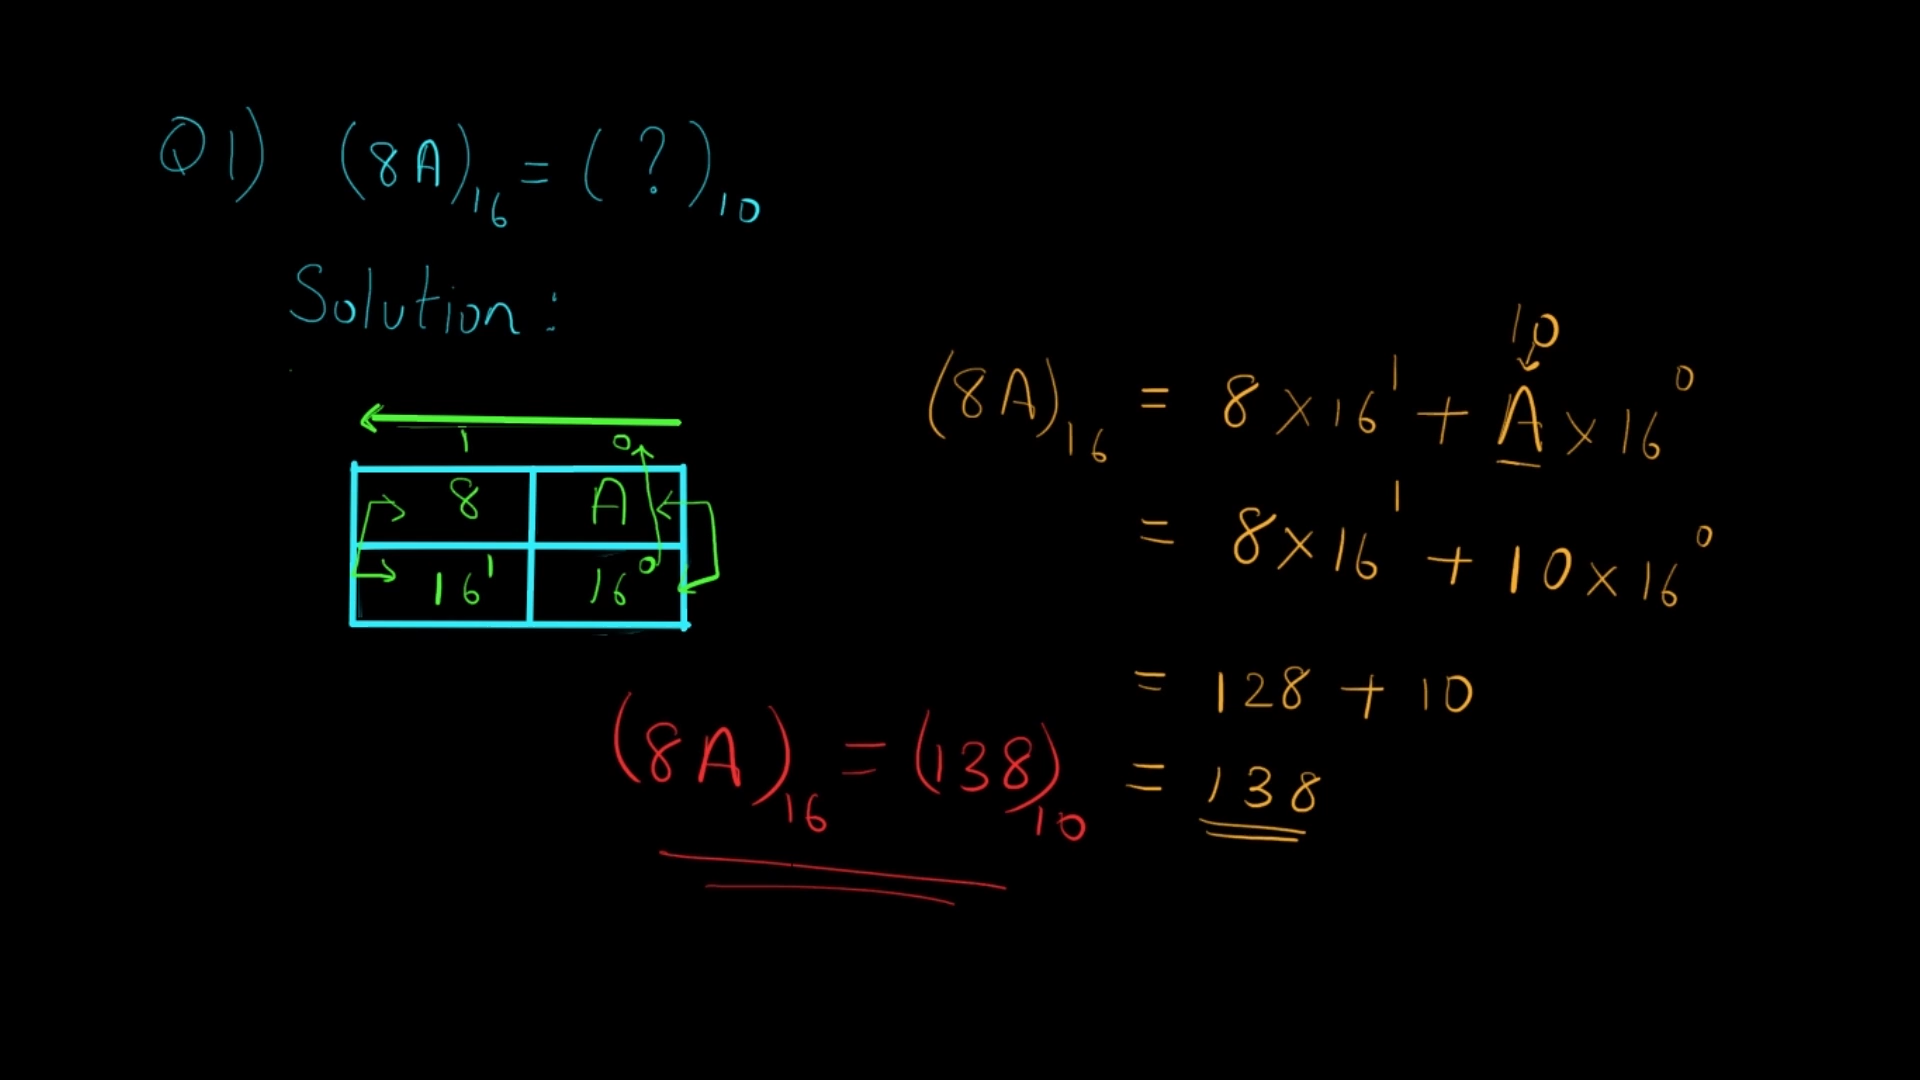 Q1) (8A)₁₆ = ( ? )₁₀
Solution :
1 0
8 A
16¹ 16⁰
10
(8A)₁₆ = 8 × 16¹ + A × 16⁰
= 8 × 16¹ + 10 × 16⁰
= 128 + 10
= 138
(8A)₁₆ = (138)₁₀